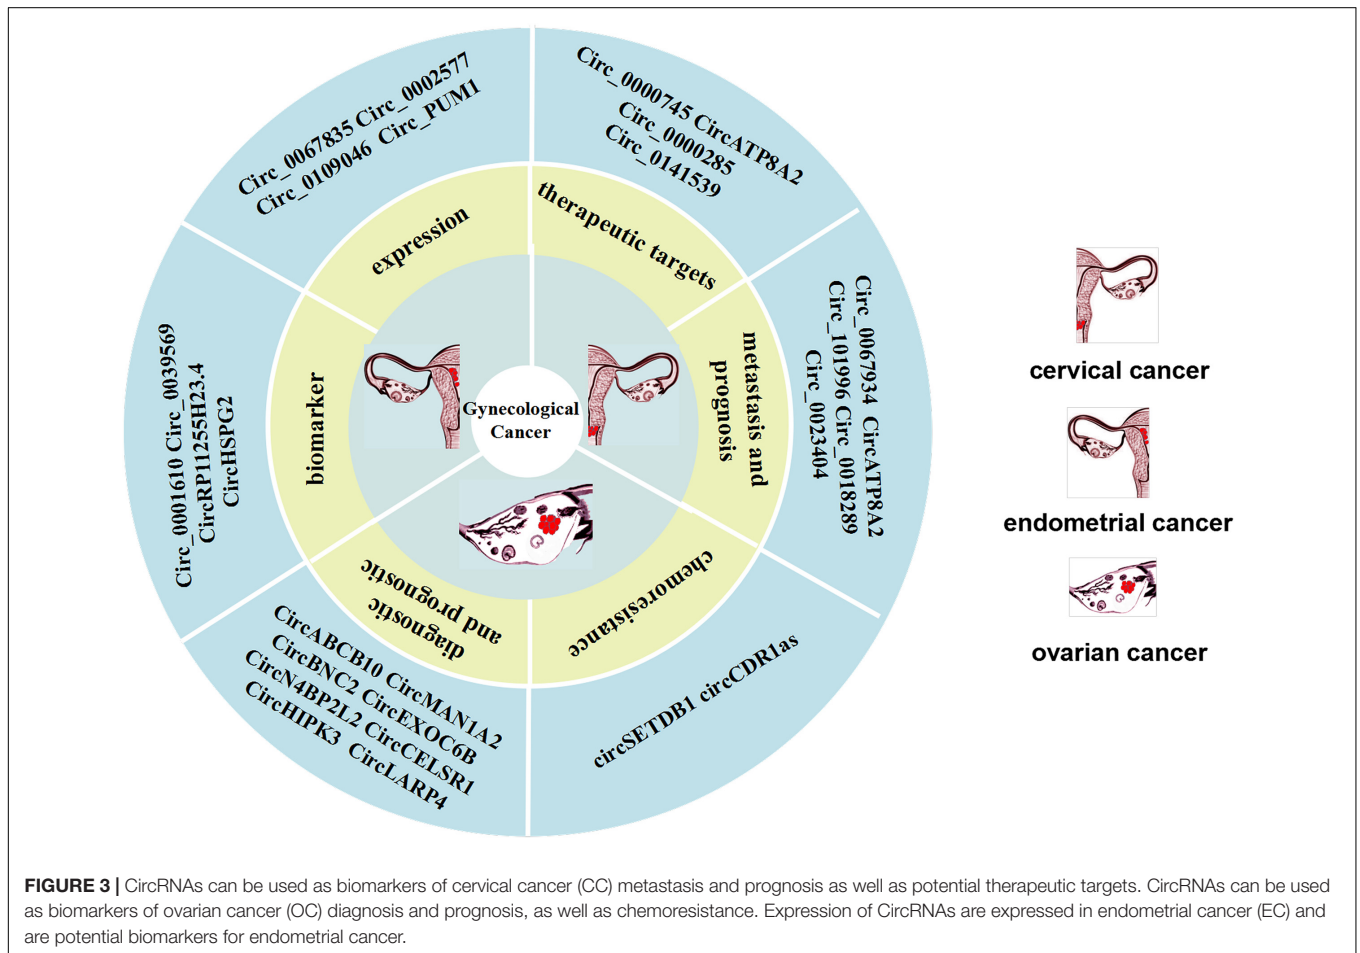 Circ_0067835 Circ_0002577
Circ_0109046 Circ_PUM1
Circ_0000745 CircATP8A2
Circ_0000285
Circ_0141539
expression
therapeutic targets
Circ_0001610 Circ_0039569
CircRP11255H23.4
CircHSPG2
biomarker
Gynecological
Cancer
metastasis and
prognosis
Circ_0067934 CircATP8A2
Circ_101996 Circ_0018289
Circ_0023404
diagnostic
and prognostic
chemoresistance
CircABCB10 CircMAN1A2
CircBNC2 CircEXOC6B
CircN4BP2L2 CircCELSR1
CircHIPK3 CircLARP4
circSETDB1 circCDR1as
cervical cancer
endometrial cancer
ovarian cancer
FIGURE 3 | CircRNAs can be used as biomarkers of cervical cancer (CC) metastasis and prognosis as well as potential therapeutic targets. CircRNAs can be used
as biomarkers of ovarian cancer (OC) diagnosis and prognosis, as well as chemoresistance. Expression of CircRNAs are expressed in endometrial cancer (EC) and
are potential biomarkers for endometrial cancer.